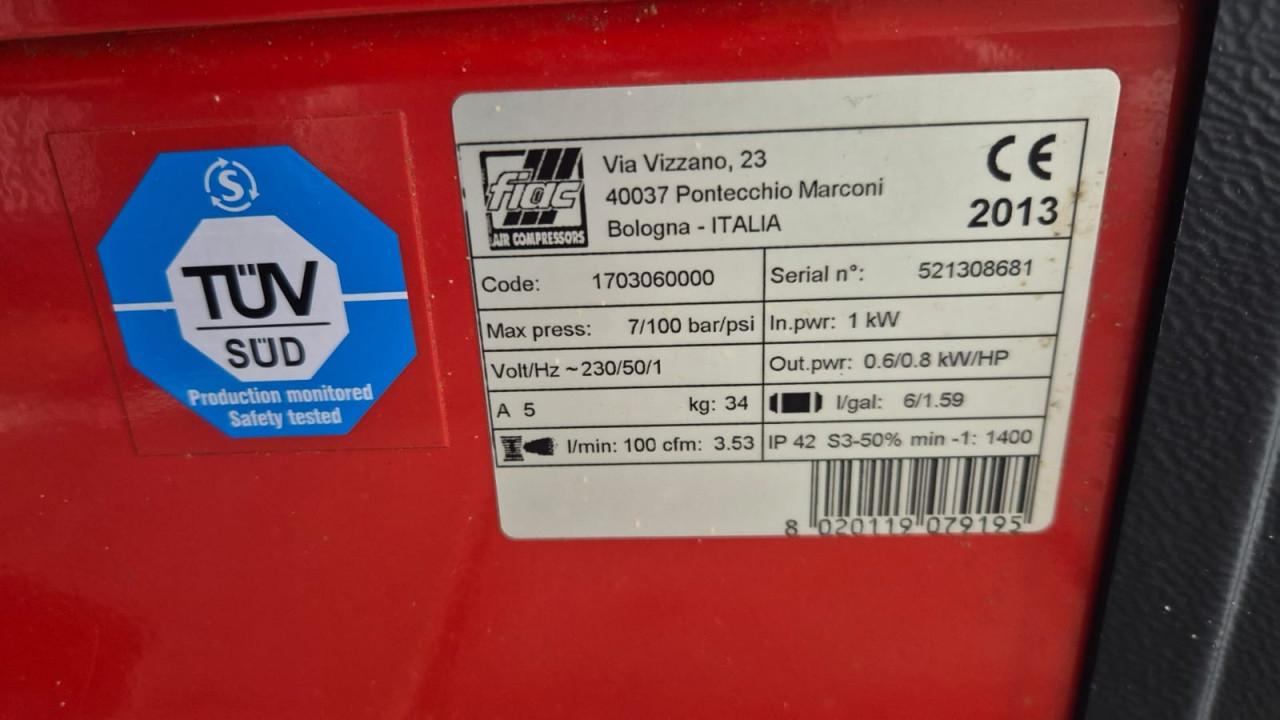 S
TÜV
SÜD
Production monitored
Safety tested
fiac
AIR COMPRESSORS
Via Vizzano, 23
40037 Pontecchio Marconi
Bologna - ITALIA
CE
2013
Code: 1703060000
Serial n°: 521308681
Max press: 7/100 bar/psi
In.pwr: 1 kW
Volt/Hz ~230/50/1
Out.pwr: 0.6/0.8 kW/HP
A 5 kg: 34
l/gal: 6/1.59
l/min: 100 cfm: 3.53
IP 42 S3-50% min -1: 1400
8 020119 079195